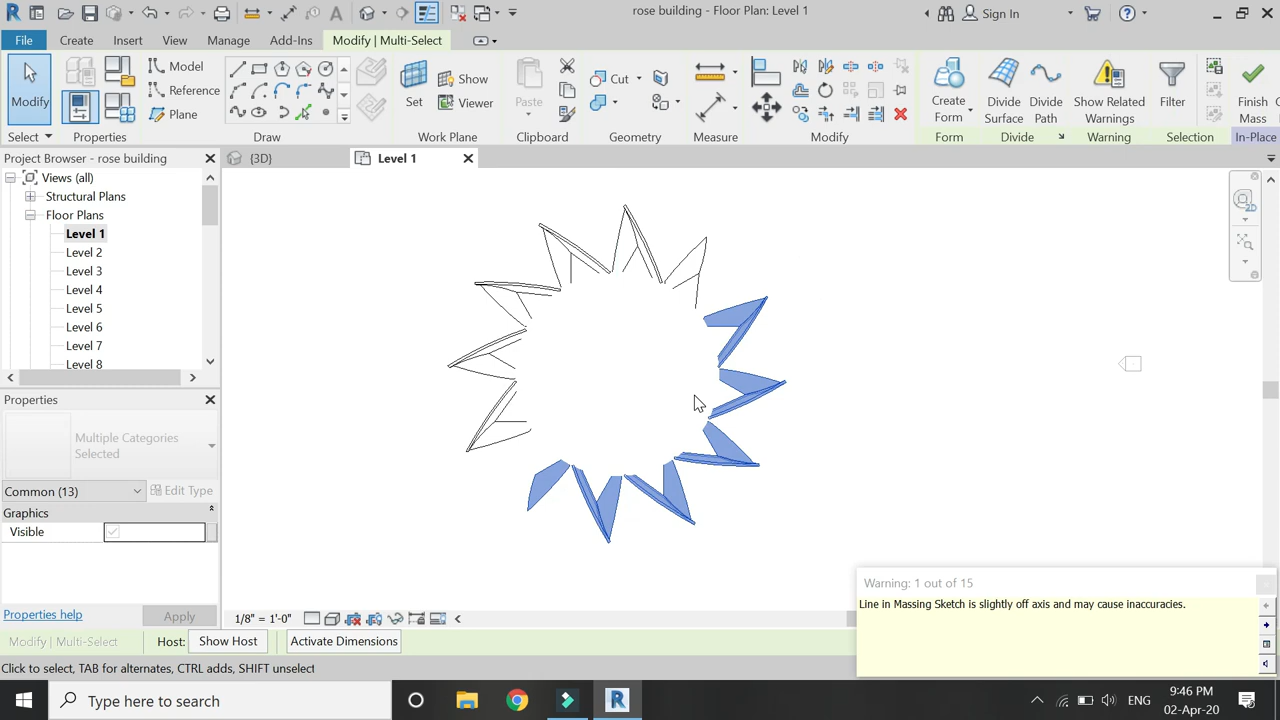 rose building - Floor Plan: Level 1
Sign In
File
Create
Insert
View
Manage
Add-Ins
Modify | Multi-Select
Modify
Model
Reference
Plane
Set
Show
Viewer
Paste
Cut
Create Form
Divide Surface
Divide Path
Show Related Warnings
Filter
Finish Mass
Select
Properties
Draw
Work Plane
Clipboard
Geometry
Measure
Modify
Form
Divide
Warning
Selection
In-Place
Project Browser - rose building
{3D}
Level 1
Views (all)
Structural Plans
Floor Plans
Level 1
Level 2
Level 3
Level 4
Level 5
Level 6
Level 7
Level 8
Properties
Multiple Categories
Selected
Common (13)
Edit Type
Graphics
Visible
Properties help
Apply
1/8" = 1'-0"
Warning: 1 out of 15
Line in Massing Sketch is slightly off axis and may cause inaccuracies.
Modify | Multi-Select
Host:
Show Host
Activate Dimensions
Click to select, TAB for alternates, CTRL adds, SHIFT unselect
Type here to search
ENG
9:46 PM
02-Apr-20